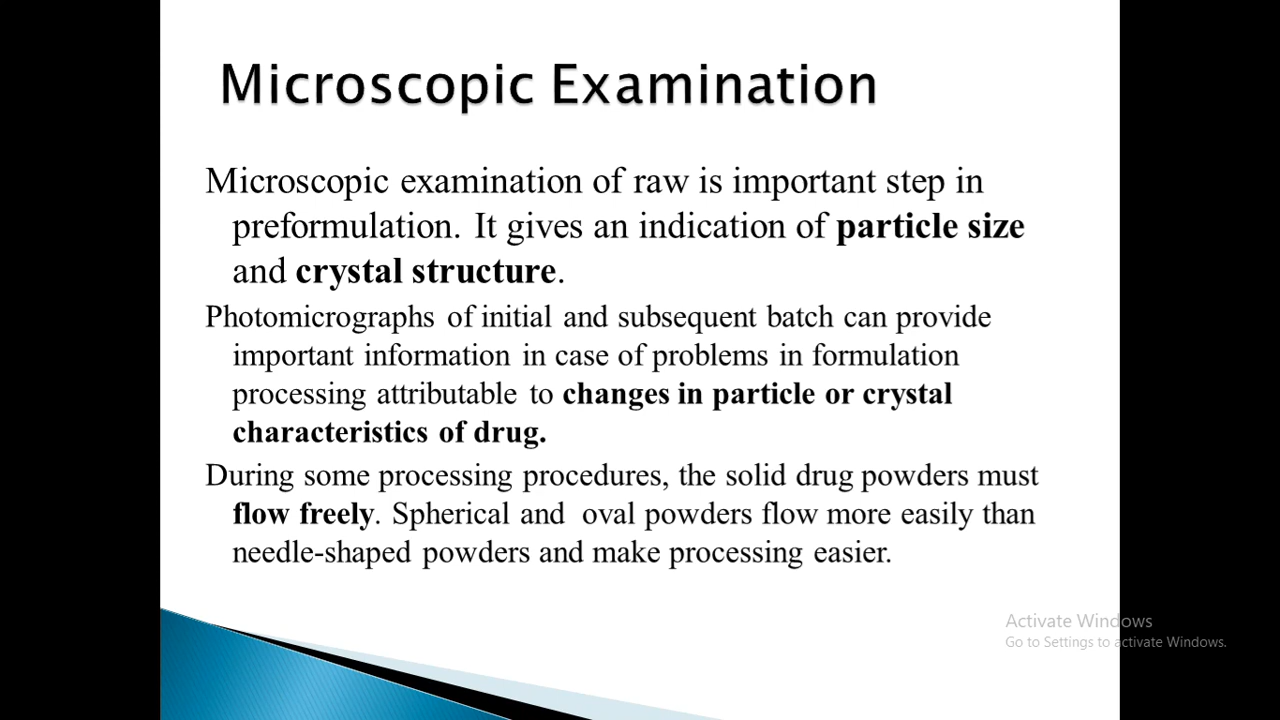 Microscopic Examination
Microscopic examination of raw is important step in
preformulation. It gives an indication of particle size
and crystal structure.
Photomicrographs of initial and subsequent batch can provide
important information in case of problems in formulation
processing attributable to changes in particle or crystal
characteristics of drug.
During some processing procedures, the solid drug powders must
flow freely. Spherical and oval powders flow more easily than
needle-shaped powders and make processing easier.
Activate Windows
Go to Settings to activate Windows.